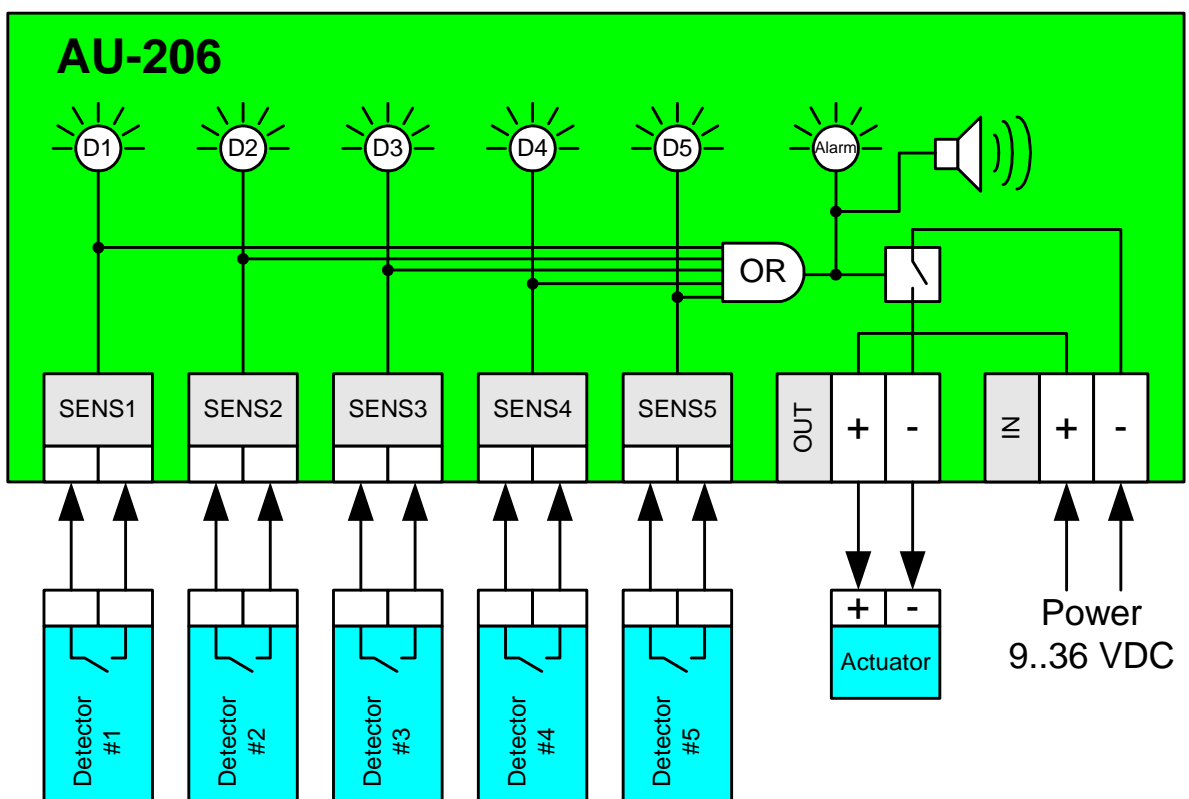 AU-206
D1 D2 D3 D4 D5 Alarm
OR
SENS1 SENS2 SENS3 SENS4 SENS5 OUT + - IN + -
+ -
Actuator
Power
9..36 VDC
Detector
#1
Detector
#2
Detector
#3
Detector
#4
Detector
#5